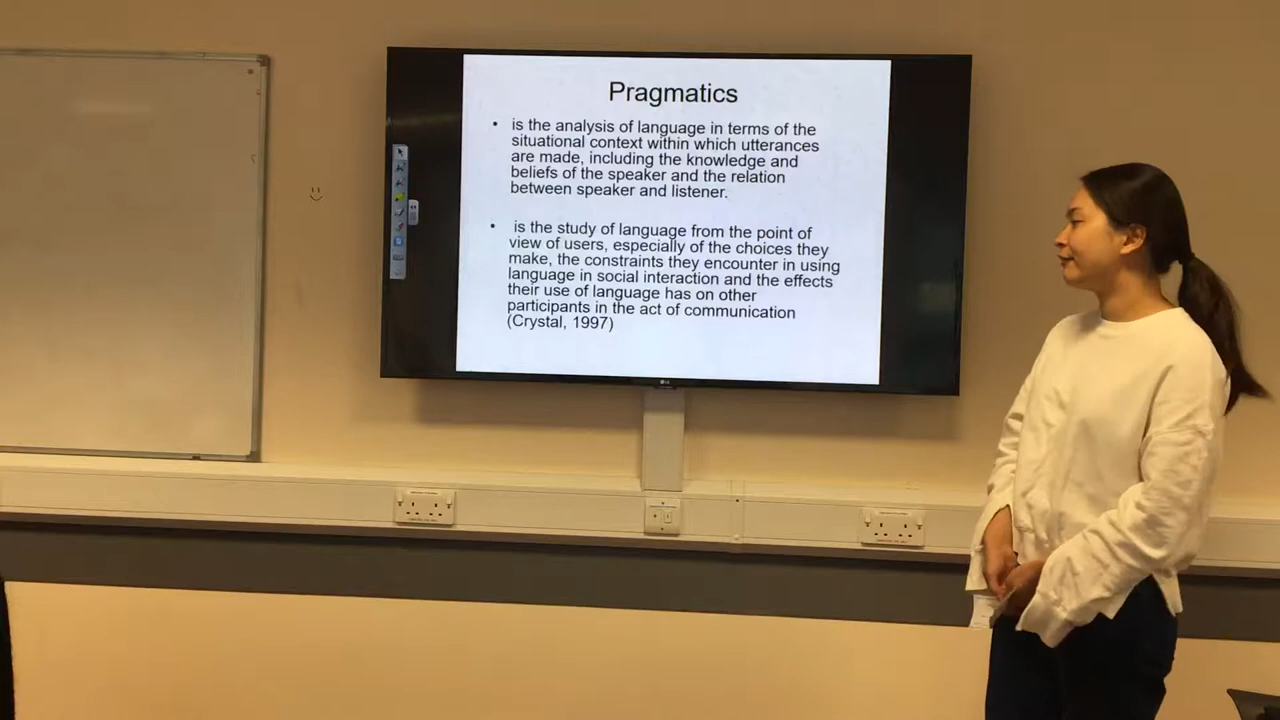 Pragmatics
• is the analysis of language in terms of the
situational context within which utterances
are made, including the knowledge and
beliefs of the speaker and the relation
between speaker and listener.
• is the study of language from the point of
view of users, especially of the choices they
make, the constraints they encounter in using
language in social interaction and the effects
their use of language has on other
participants in the act of communication
(Crystal, 1997)
LG